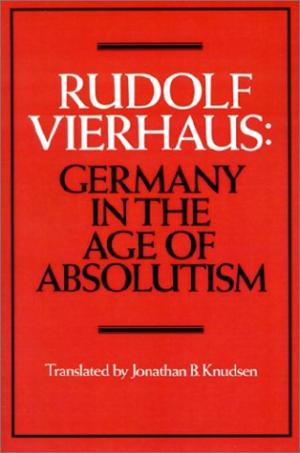 RUDOLF
VIERHAUS:
GERMANY
IN THE
AGE OF
ABSOLUTISM
Translated by Jonathan B. Knudsen